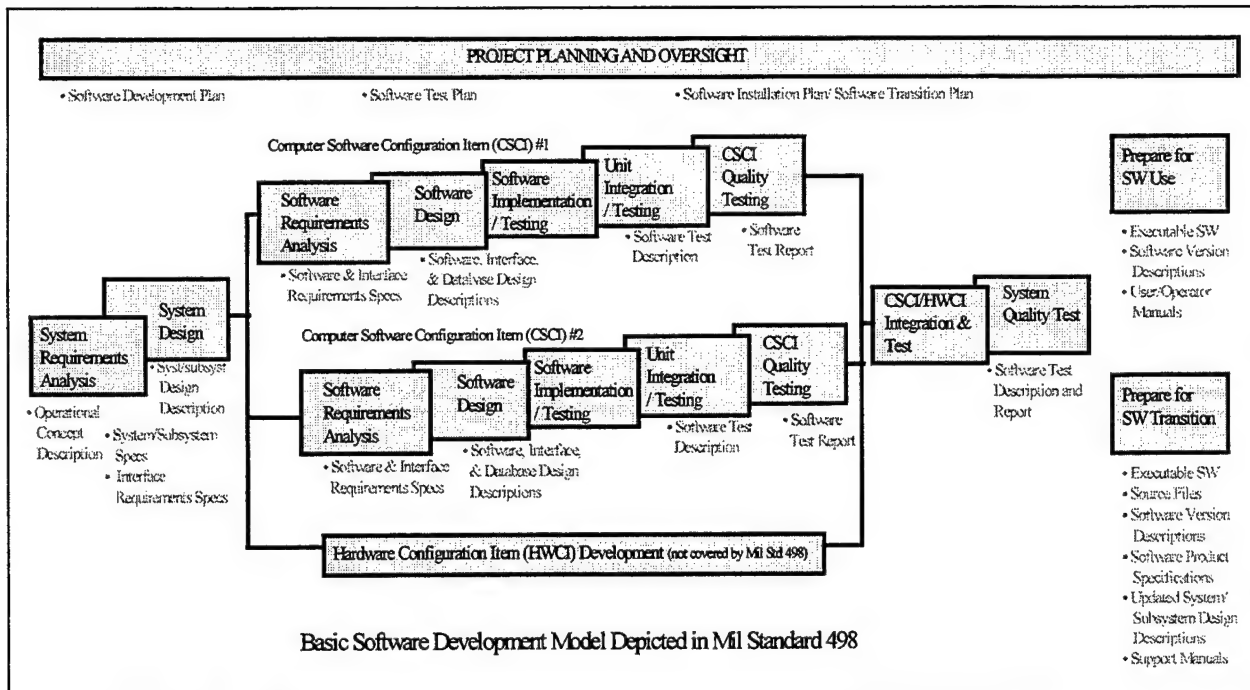 PROJECT PLANNING AND OVERSIGHT
• Software Development Plan
• Software Test Plan
• Software Installation Plan/ Software Transition Plan
Computer Software Configuration Item (CSCI) #1
Software
Requirements
Analysis
• Software & Interface
Requirements Specs
Software
Design
• Software, Interface,
& Database Design
Descriptions
Software
Implementation
/ Testing
Unit
Integration
/ Testing
• Software Test
Description
CSCI
Quality
Testing
• Software
Test Report
System
Requirements
Analysis
• Operational
Concept
Description
System
Design
• Syst/subsyst
Design
Description
• System/Subsystem
Specs
• Interface
Requirements Specs
Computer Software Configuration Item (CSCI) #2
Software
Requirements
Analysis
• Software & Interface
Requirements Specs
Software
Design
• Software, Interface,
& Database Design
Descriptions
Software
Implementation
/ Testing
Unit
Integration
/ Testing
• Software Test
Description
CSCI
Quality
Testing
• Software
Test Report
Hardware Configuration Item (HWCI) Development (not covered by Mil Std 498)
CSCI/HWCI
Integration &
Test
System
Quality Test
• Software Test
Description and
Report
Prepare for
SW Use
• Executable SW
• Software Version
Descriptions
• User/Operator
Manuals
Prepare for
SW Transition
• Executable SW
• Source Files
• Software Version
Descriptions
• Software Product
Specifications
• Updated System/
Subsystem Design
Descriptions
• Support Manuals
Basic Software Development Model Depicted in Mil Standard 498